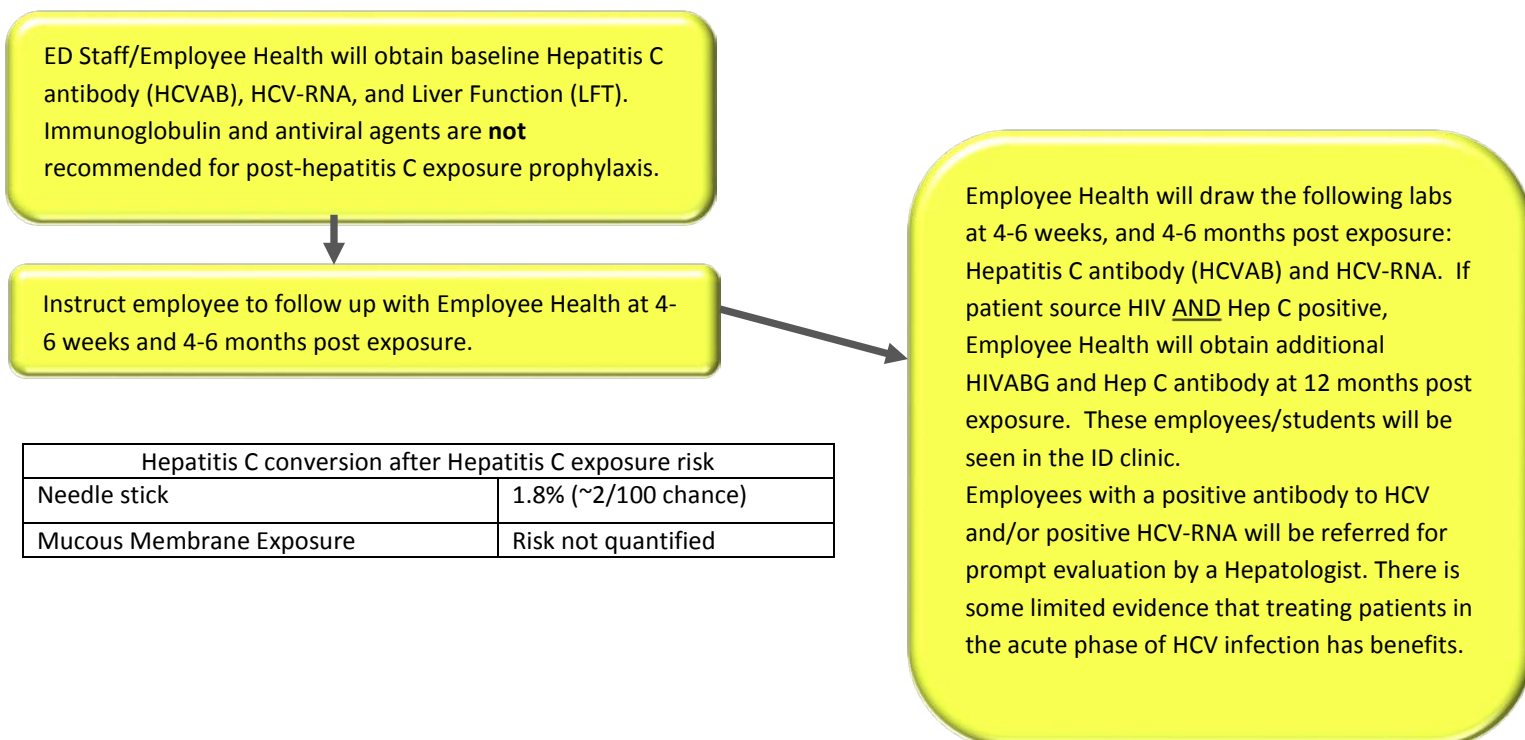 ED Staff/Employee Health will obtain baseline Hepatitis C
antibody (HCVAB), HCV-RNA, and Liver Function (LFT).
Immunoglobulin and antiviral agents are not
recommended for post-hepatitis C exposure prophylaxis.
Instruct employee to follow up with Employee Health at 4-
6 weeks and 4-6 months post exposure.
Employee Health will draw the following labs
at 4-6 weeks, and 4-6 months post exposure:
Hepatitis C antibody (HCVAB) and HCV-RNA. If
patient source HIV AND Hep C positive,
Employee Health will obtain additional
HIVABG and Hep C antibody at 12 months post
exposure. These employees/students will be
seen in the ID clinic.
Employees with a positive antibody to HCV
and/or positive HCV-RNA will be referred for
prompt evaluation by a Hepatologist. There is
some limited evidence that treating patients in
the acute phase of HCV infection has benefits.
Hepatitis C conversion after Hepatitis C exposure risk
Needle stick 1.8% (~2/100 chance)
Mucous Membrane Exposure Risk not quantified